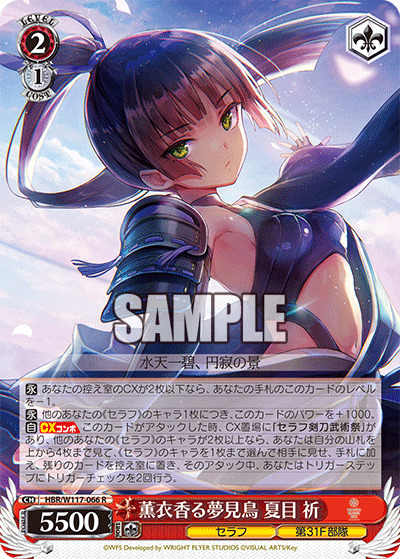 LEVEL
2
1
COST
SAMPLE
水天一碧、円寂の景
永 あなたの控え室のCXが2枚以下なら、あなたの手札のこのカードのレベル
を－1。
永 他のあなたの《セラフ》のキャラ1枚につき、このカードのパワーを＋1000。
自 CXコンボ このカードがアタックした時、CX置場に「セラフ剣刀武術祭」が
あり、他のあなたの《セラフ》のキャラが2枚以上なら、あなたは自分の山札を
上から4枚まで見て、《セラフ》のキャラを1枚まで選んで相手に見せ、手札に加
え、残りのカードを控え室に置き、そのアタック中、あなたはトリガーステッ
プにトリガーチェックを2回行う。
CH HBR/W117-066 R
5500
薫衣香る夢見鳥 夏目 祈
セラフ 第31F部隊
©WFS Developed by WRIGHT FLYER STUDIOS ©VISUAL ARTS/Key